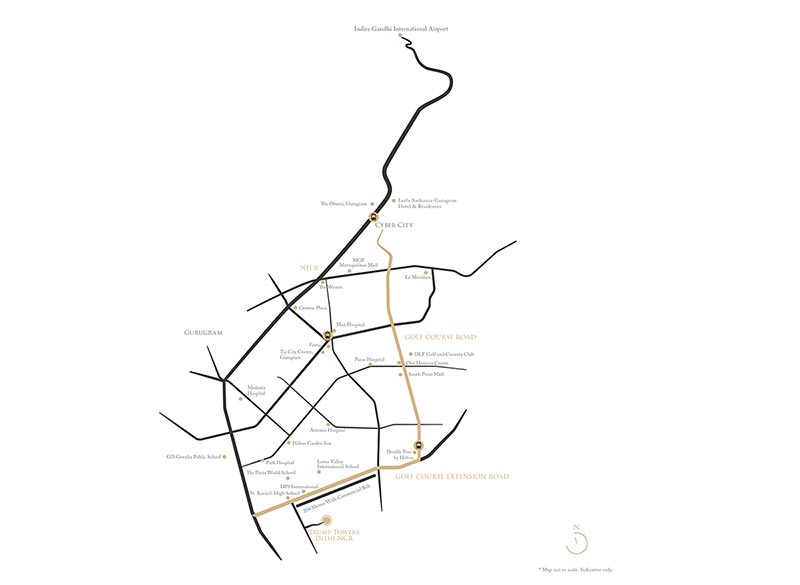 Indira Gandhi International Airport
The Oberoi, Gurugram
Leela Ambience Gurugram
Hotel & Residences
Cyber City
MGF
Metropolitan Mall
NH 8
Le Méridien
The Westin
Crowne Plaza
Max Hospital
Gurugram
Golf Course Road
Fortis
Taj City Centre,
Gurugram
DLF Golf and Country Club
Paras Hospital
One Horizon Center
South Point Mall
Medanta
Hospital
Artemis Hospital
Hilton Garden Inn
Double Tree
by Hilton
GD Goenka Public School
Park Hospital
Lotus Valley
International School
The Paras World School
Golf Course Extension Road
DPS International
St. Xavier's High School
200 Meter Wide Commercial Belt
Trump Towers
Delhi NCR
N
* Map not to scale. Indicative only.